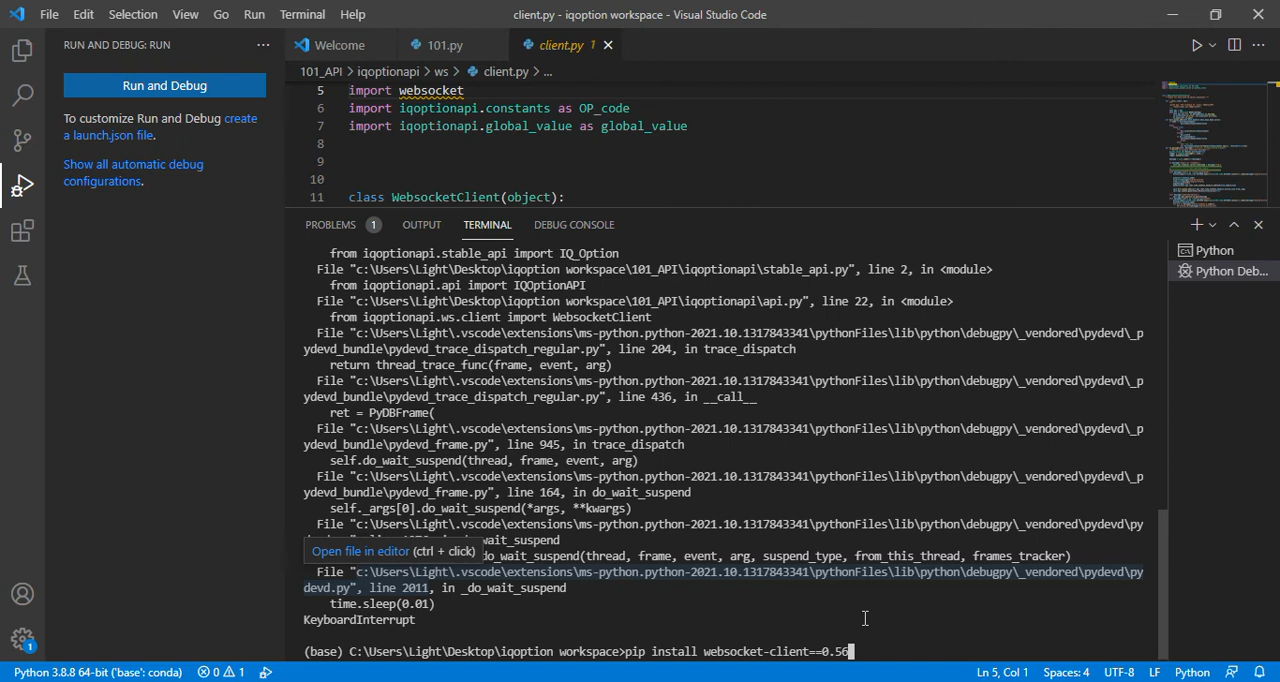 File Edit Selection View Go Run Terminal Help client.py - iqoption workspace - Visual Studio Code
RUN AND DEBUG: RUN
Run and Debug
To customize Run and Debug create
a launch.json file.
Show all automatic debug
configurations.
Welcome 101.py client.py 1
101_API > iqoptionapi > ws > client.py > ...
5 import websocket
6 import iqoptionapi.constants as OP_code
7 import iqoptionapi.global_value as global_value
8
9
10
11 class WebsocketClient(object):
PROBLEMS 1 OUTPUT TERMINAL DEBUG CONSOLE
Python
Python Deb...
from iqoptionapi.stable_api import IQ_Option
File "c:\Users\Light\Desktop\iqoption workspace\101_API\iqoptionapi\stable_api.py", line 2, in <module>
from iqoptionapi.api import IQOptionAPI
File "c:\Users\Light\Desktop\iqoption workspace\101_API\iqoptionapi\api.py", line 22, in <module>
from iqoptionapi.ws.client import WebsocketClient
File "c:\Users\Light\.vscode\extensions\ms-python.python-2021.10.1317843341\pythonFiles\lib\python\debugpy\_vendored\pydevd\_p
ydevd_bundle\pydevd_trace_dispatch_regular.py", line 204, in trace_dispatch
return thread_trace_func(frame, event, arg)
File "c:\Users\Light\.vscode\extensions\ms-python.python-2021.10.1317843341\pythonFiles\lib\python\debugpy\_vendored\pydevd\_p
ydevd_bundle\pydevd_trace_dispatch_regular.py", line 436, in __call__
ret = PyDBFrame(
File "c:\Users\Light\.vscode\extensions\ms-python.python-2021.10.1317843341\pythonFiles\lib\python\debugpy\_vendored\pydevd\_p
ydevd_bundle\pydevd_frame.py", line 945, in trace_dispatch
self.do_wait_suspend(thread, frame, event, arg)
File "c:\Users\Light\.vscode\extensions\ms-python.python-2021.10.1317843341\pythonFiles\lib\python\debugpy\_vendored\pydevd\_p
ydevd_bundle\pydevd_frame.py", line 164, in do_wait_suspend
self._args[0].do_wait_suspend(*args, **kwargs)
File "c:\Users\Light\.vscode\extensions\ms-python.python-2021.10.1317843341\pythonFiles\lib\python\debugpy\_vendored\pydevd\py
wait_suspend
Open file in editor (ctrl + click) do_wait_suspend(thread, frame, event, arg, suspend_type, from_this_thread, frames_tracker)
File "c:\Users\Light\.vscode\extensions\ms-python.python-2021.10.1317843341\pythonFiles\lib\python\debugpy\_vendored\pydevd\py
devd.py", line 2011, in _do_wait_suspend
time.sleep(0.01)
KeyboardInterrupt
(base) C:\Users\Light\Desktop\iqoption workspace>pip install websocket-client==0.56
1 Python 3.8.8 64-bit ('base': conda) 0 1 Ln 5, Col 1 Spaces: 4 UTF-8 LF Python